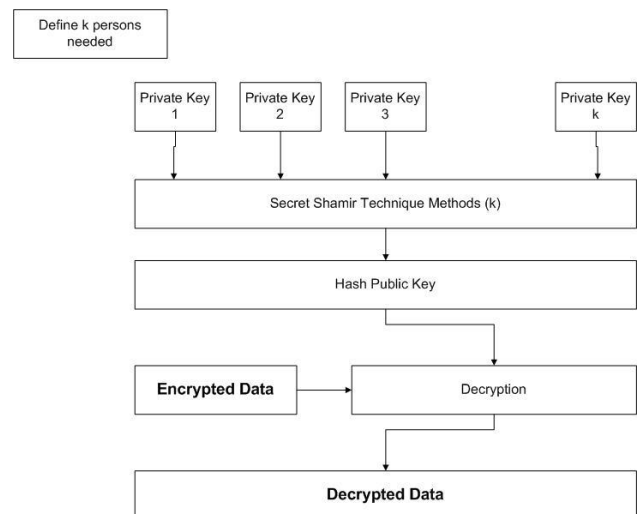 Define k persons
needed
Private Key
1
Private Key
2
Private Key
3
Private Key
k
Secret Shamir Technique Methods (k)
Hash Public Key
Encrypted Data
Decryption
Decrypted Data